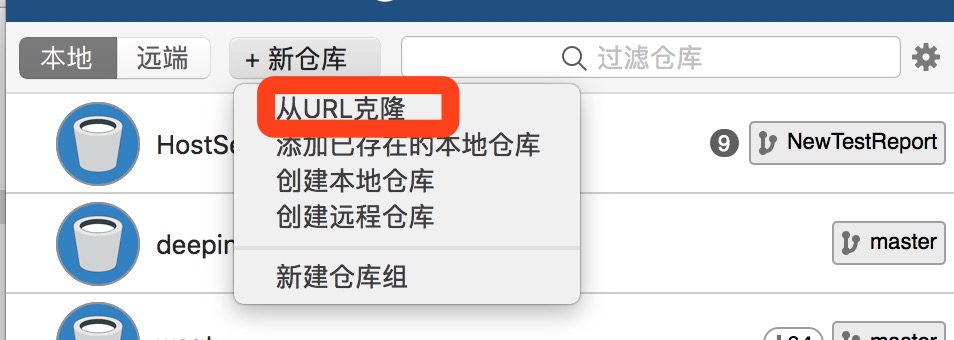 本地 远端 + 新仓库 过滤仓库
从URL克隆
HostSe 9 NewTestReport
添加已存在的本地仓库
创建本地仓库
创建远程仓库
deepin master
新建仓库组
master